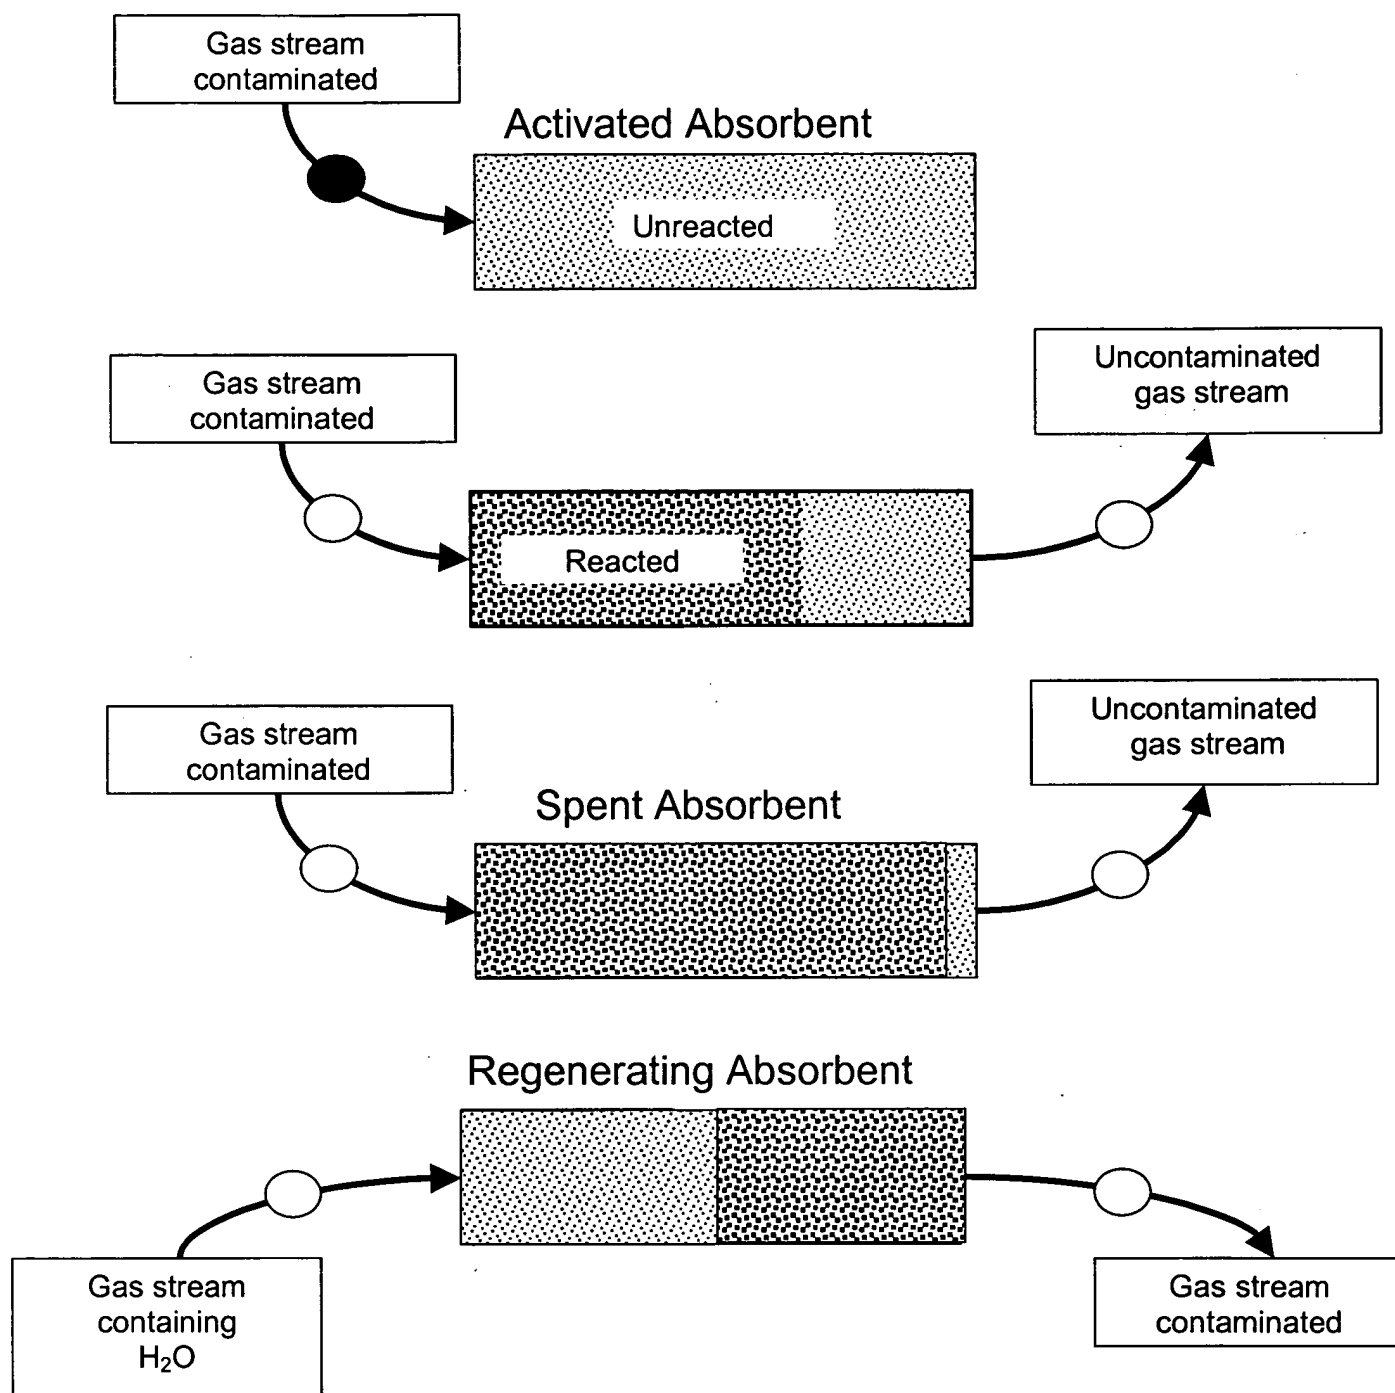 Gas stream
contaminated
Activated Absorbent
Unreacted
Gas stream
contaminated
Uncontaminated
gas stream
Reacted
Gas stream
contaminated
Uncontaminated
gas stream
Spent Absorbent
Regenerating Absorbent
Gas stream
containing
H₂O
Gas stream
contaminated